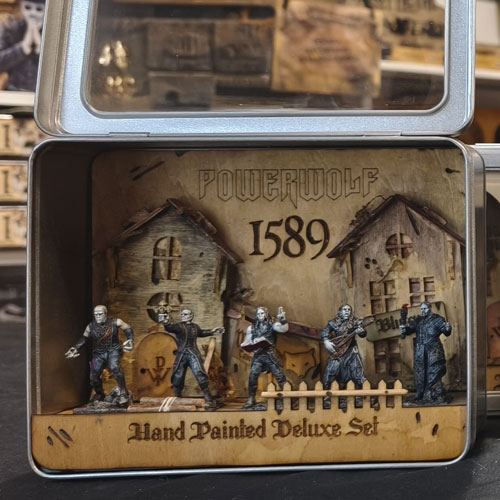 POWERWOLF
1589
Hand Painted Deluxe Set